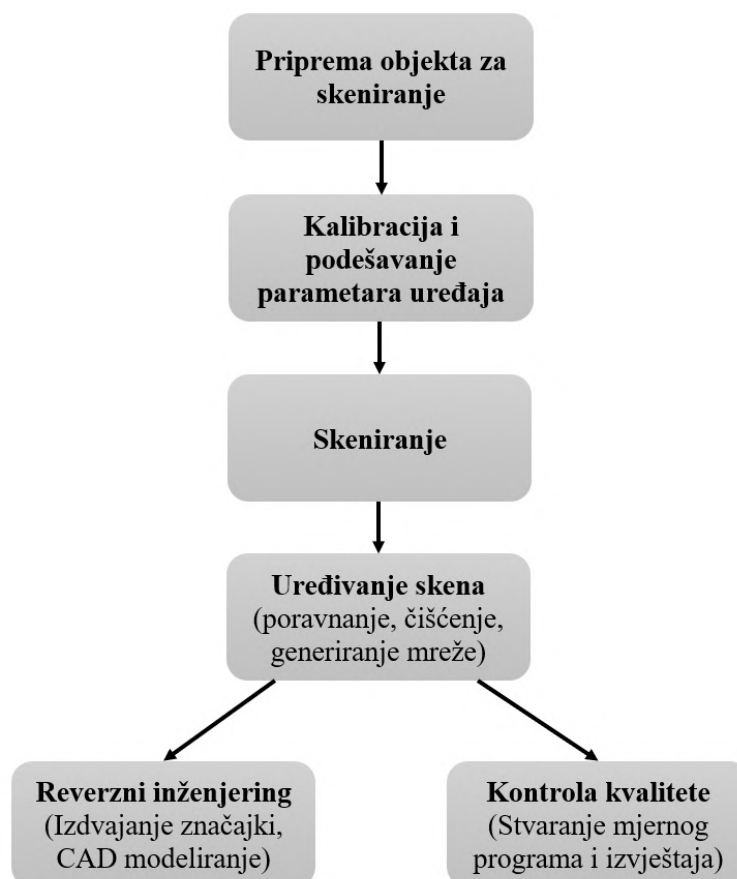 Priprema objekta za
skeniranje
Kalibracija i
podešavanje
parametara uređaja
Skeniranje
Uređivanje skena
(poravnanje, čišćenje,
generiranje mreže)
Reverzni inženjering
(Izdvajanje značajki,
CAD modeliranje)
Kontrola kvalitete
(Stvaranje mjernog
programa i izvještaja)